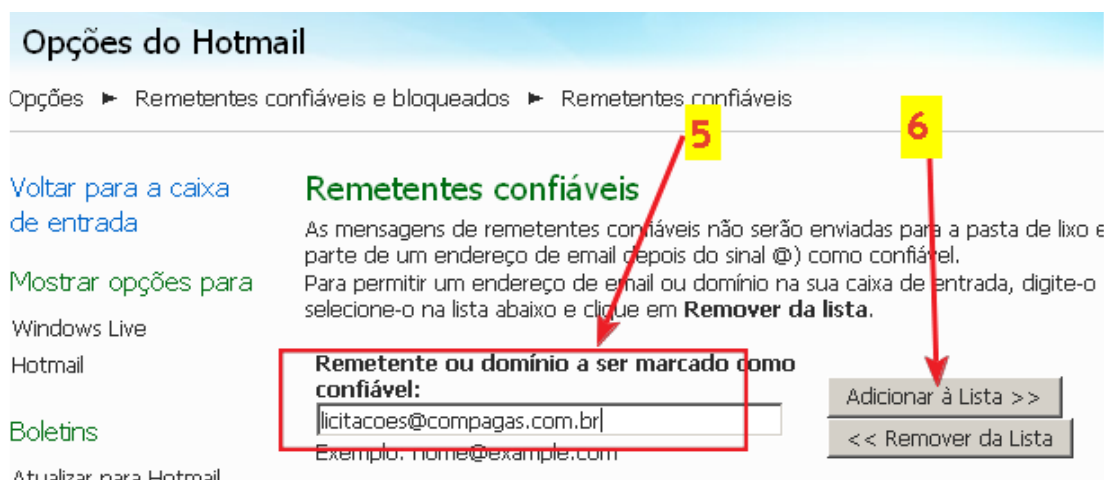 Opções do Hotmail
Opções ► Remetentes confiáveis e bloqueados ► Remetentes confiáveis
5
6
Voltar para a caixa
de entrada
Mostrar opções para
Windows Live
Hotmail
Boletins
Atualizar para Hotmail
Remetentes confiáveis
As mensagens de remetentes confiáveis não serão enviadas para a pasta de lixo e
parte de um endereço de email depois do sinal @) como confiável.
Para permitir um endereço de email ou domínio na sua caixa de entrada, digite-o
selecione-o na lista abaixo e clique em Remover da lista.
Remetente ou domínio a ser marcado como
confiável:
licitacoes@compagas.com.br
Exemplo: nome@example.com
Adicionar à Lista >>
<< Remover da Lista